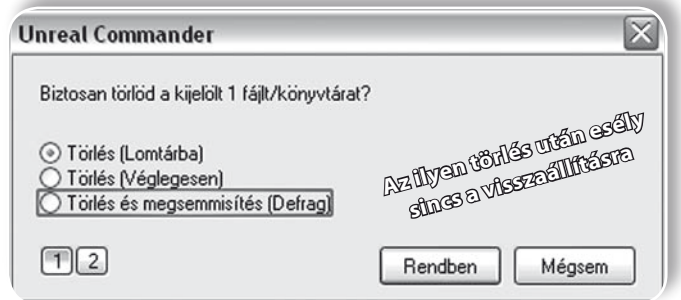 Unreal Commander
Biztosan törlöd a kijelölt 1 fájlt/könyvtárat?
Törlés (Lomtárba)
Törlés (Véglegesen)
Törlés és megsemmisítés (Defrag)
Az ilyen törlés után esély
sincs a visszaállításra
1 2
Rendben Mégsem